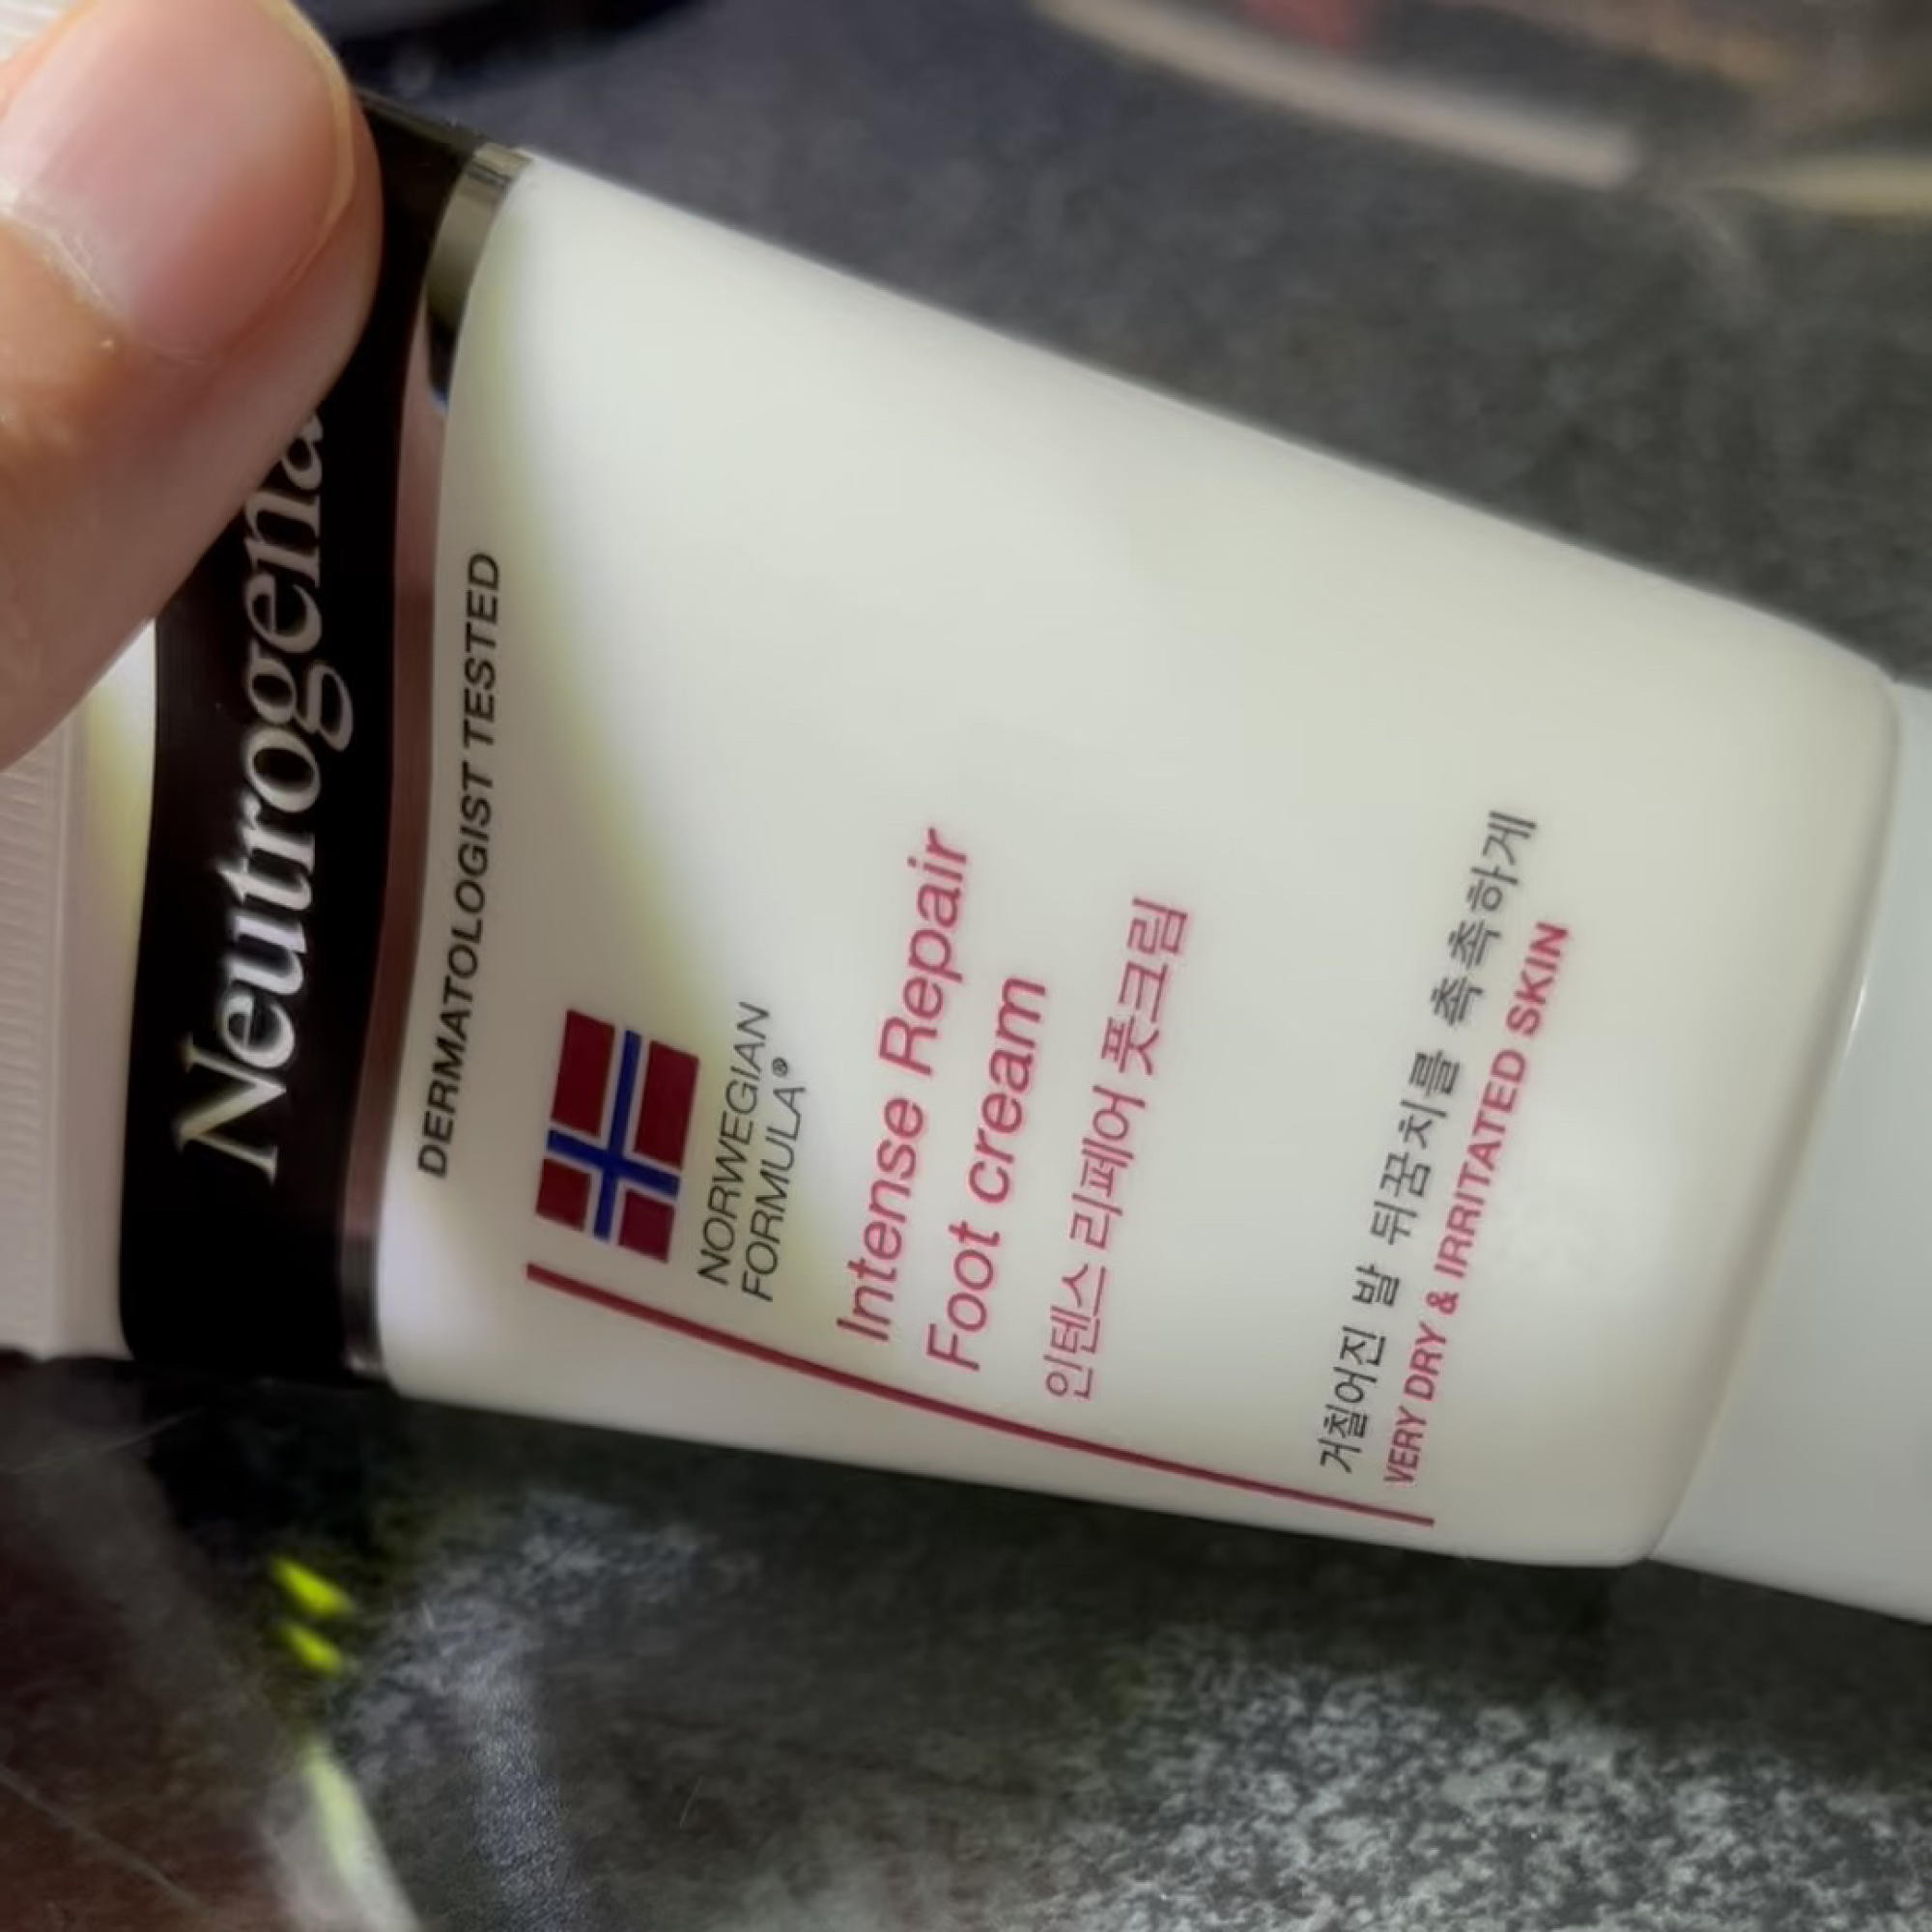 Neutrogena
DERMATOLOGIST TESTED
NORWEGIAN
FORMULA®
Intense Repair
Foot cream
인텐스 리페어 풋크림
거칠어진 발 뒤꿈치를 촉촉하게
VERY DRY & IRRITATED SKIN